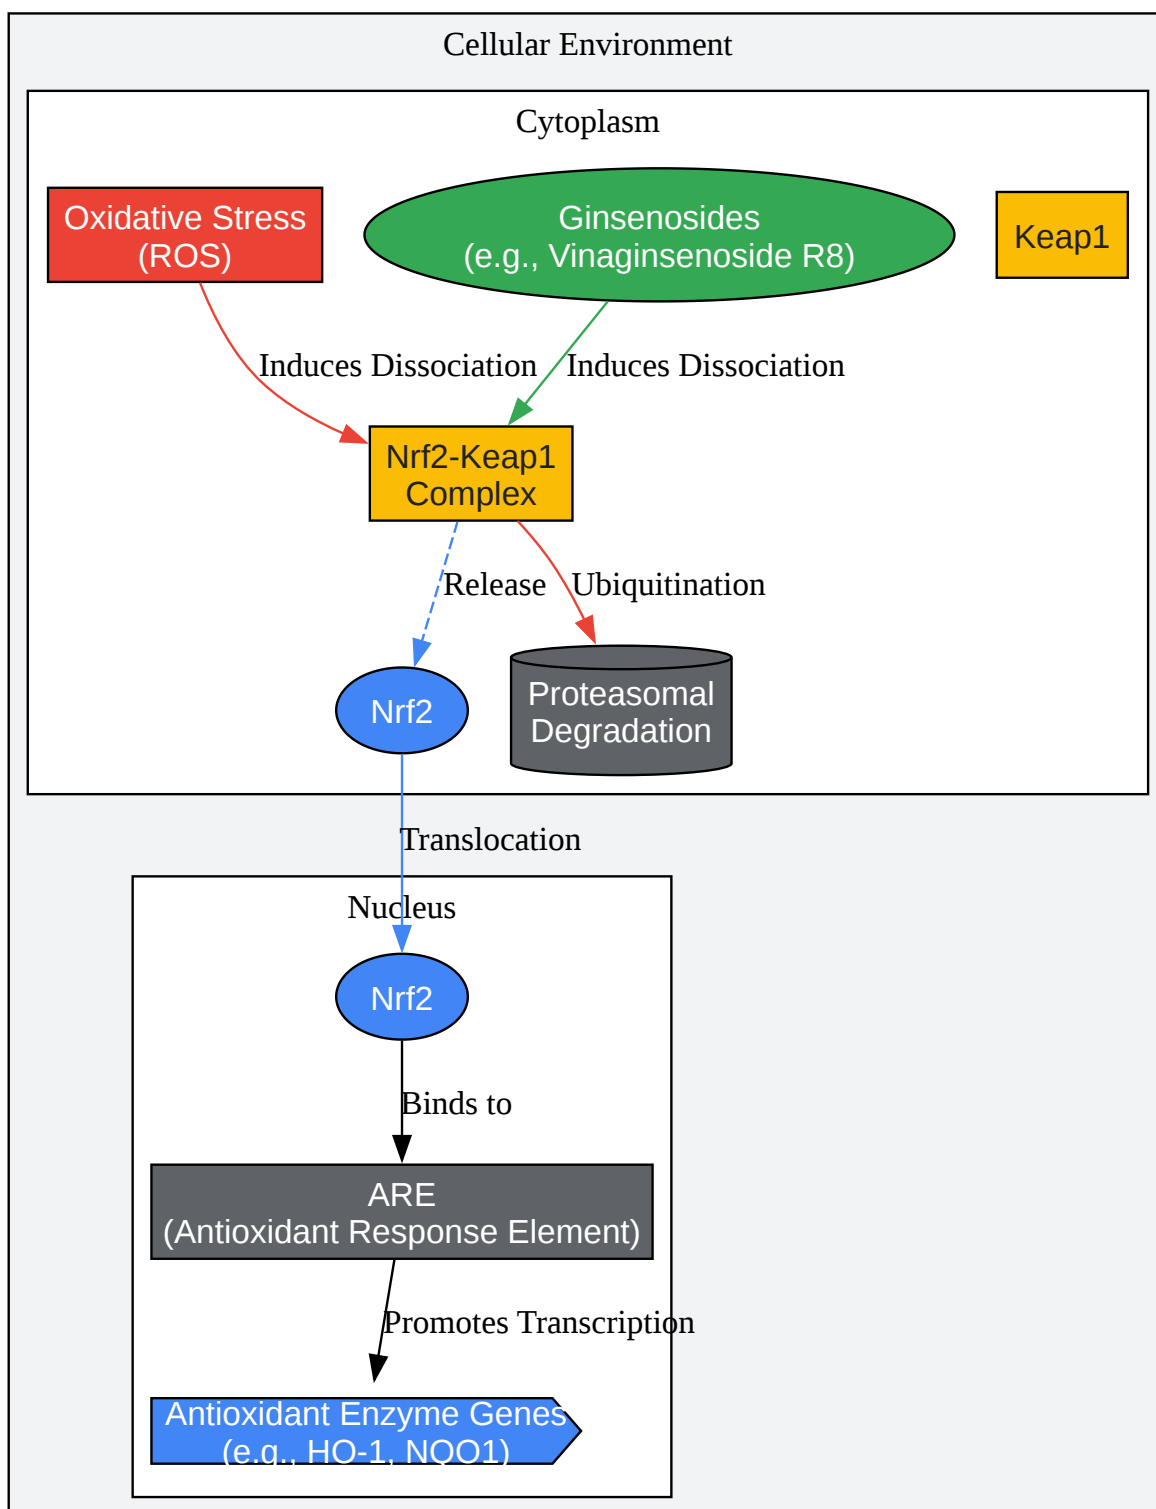 Cellular Environment
Cytoplasm
Oxidative Stress
(ROS)
Ginsenosides
(e.g., Vinaginsenoside R8)
Keap1
Induces Dissociation
Induces Dissociation
Nrf2-Keap1
Complex
Release
Ubiquitination
Nrf2
Proteasomal
Degradation
Translocation
Nucleus
Nrf2
Binds to
ARE
(Antioxidant Response Element)
Promotes Transcription
Antioxidant Enzyme Genes
(e.g., HO-1, NQO1)